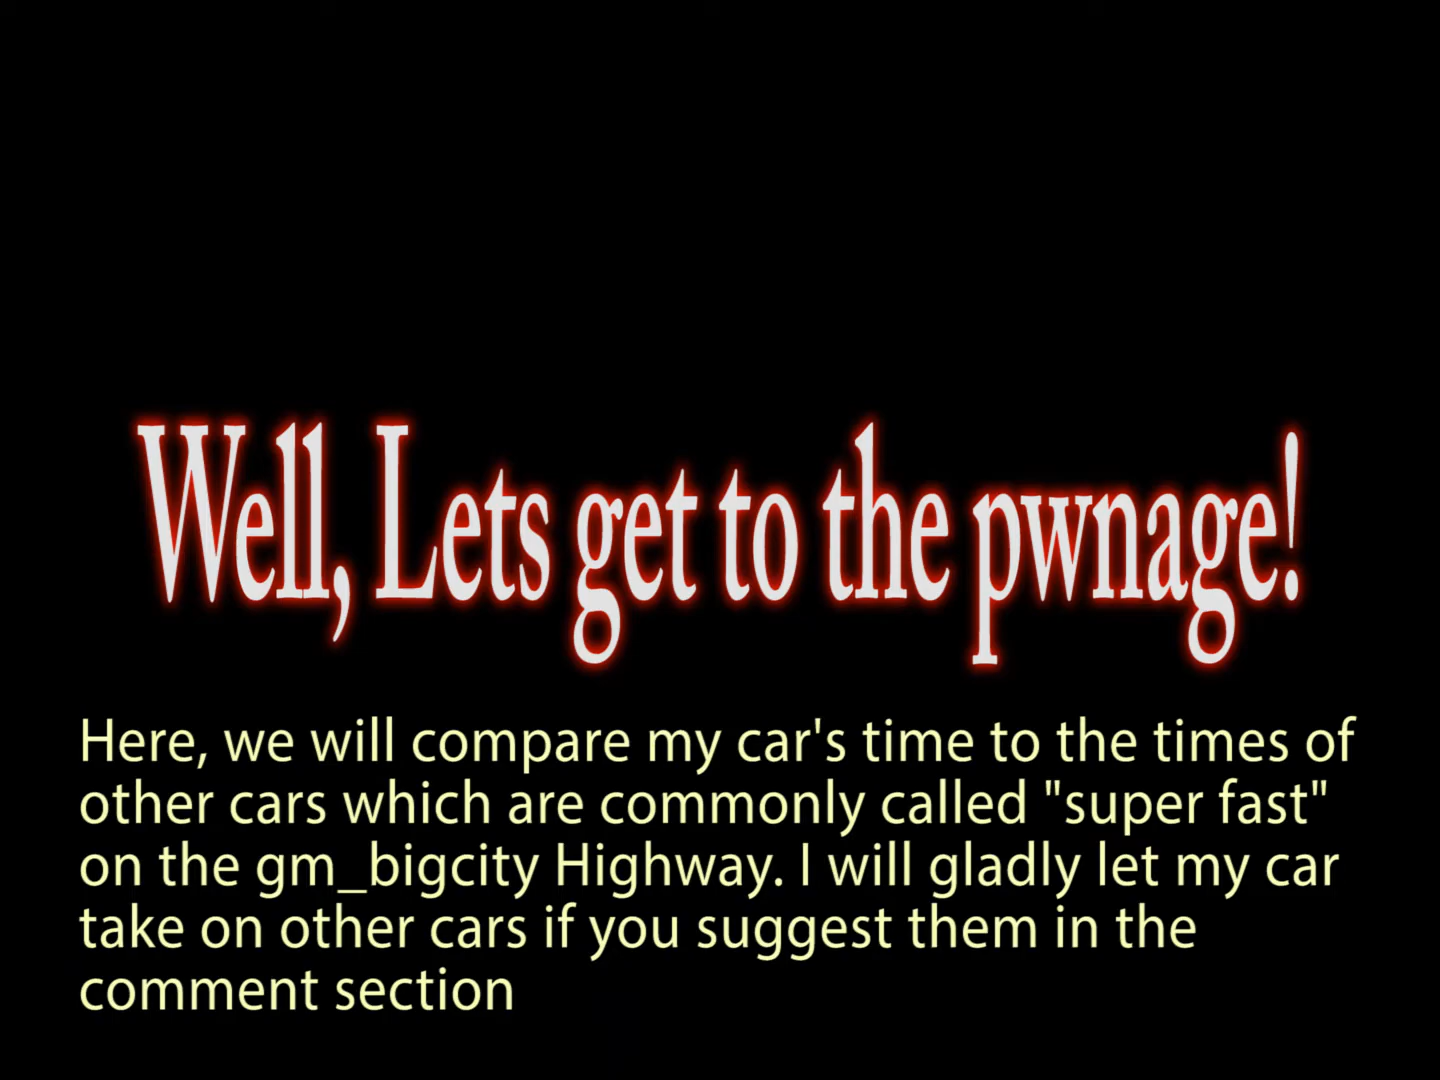 Well, Lets get to the pwnage!
Here, we will compare my car's time to the times of
other cars which are commonly called "super fast"
on the gm_bigcity Highway. I will gladly let my car
take on other cars if you suggest them in the
comment section